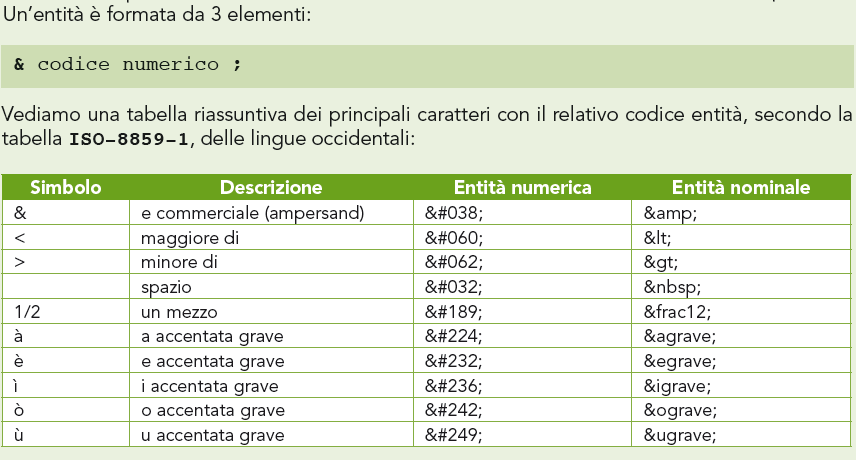 Un'entità è formata da 3 elementi:
& codice numerico ;
Vediamo una tabella riassuntiva dei principali caratteri con il relativo codice entità, secondo la
tabella ISO-8859-1, delle lingue occidentali:
Simbolo Descrizione Entità numerica Entità nominale
& e commerciale (ampersand) &#038; &amp;
< maggiore di &#060; &lt;
> minore di &#062; &gt;
spazio &#032; &nbsp;
1/2 un mezzo &#189; &frac12;
à a accentata grave &#224; &agrave;
è e accentata grave &#232; &egrave;
ì i accentata grave &#236; &igrave;
ò o accentata grave &#242; &ograve;
ù u accentata grave &#249; &ugrave;